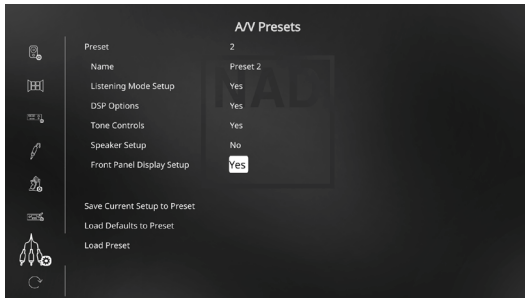 A/V Presets
Preset 2
Name Preset 2
Listening Mode Setup Yes
DSP Options Yes
Tone Controls Yes
Speaker Setup No
Front Panel Display Setup Yes
Save Current Setup to Preset
Load Defaults to Preset
Load Preset
NAD